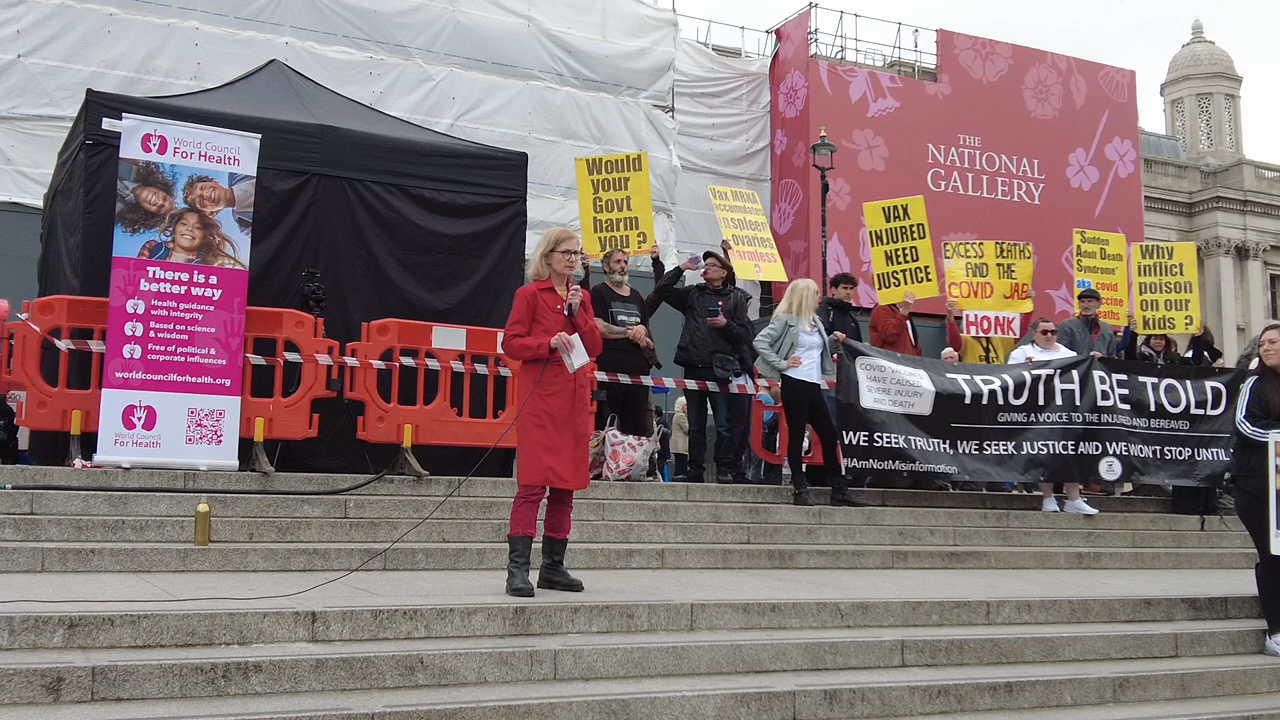 World Council
For Health
There is a
better way
Health guidance
with integrity
Based on science
& wisdom
Free of political &
corporate influences
worldcouncilforhealth.org
World Council
For Health
Would
your
Govt
harm
you ?
Vax MRNA
accumulates
in spleen
ovaries
harmless
?
THE
NATIONAL
GALLERY
VAX
INJURED
NEED
JUSTICE
EXCESS DEATHS
AND THE
COVID JAB
HONK
"Sudden
Adult Death
Syndrome"
aka covid
deaths
Why
inflict
poison
on our
kids ?
COVID VACCINES
HAVE CAUSED
SEVERE INJURY
AND DEATH
TRUTH BE TOLD
GIVING A VOICE TO THE INJURED AND BEREAVED
WE SEEK TRUTH, WE SEEK JUSTICE AND WE WON'T STOP UNTIL
#IAmNotMisinformation